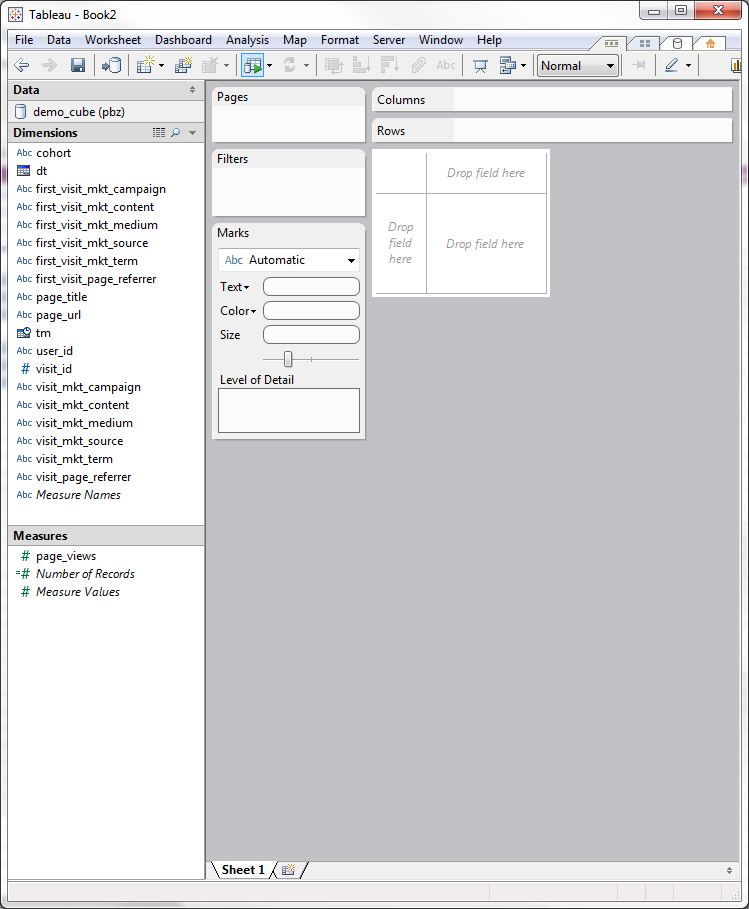 Tableau - Book2
File Data Worksheet Dashboard Analysis Map Format Server Window Help
Abc Normal
Data
demo_cube (pbz)
Dimensions
Abc cohort
dt
Abc first_visit_mkt_campaign
Abc first_visit_mkt_content
Abc first_visit_mkt_medium
Abc first_visit_mkt_source
Abc first_visit_mkt_term
Abc first_visit_page_referrer
Abc page_title
Abc page_url
tm
Abc user_id
# visit_id
Abc visit_mkt_campaign
Abc visit_mkt_content
Abc visit_mkt_medium
Abc visit_mkt_source
Abc visit_mkt_term
Abc visit_page_referrer
Abc Measure Names
Measures
# page_views
=# Number of Records
# Measure Values
Pages
Filters
Marks
Abc Automatic
Text
Color
Size
Level of Detail
Columns
Rows
Drop field here
Drop
field
here
Drop field here
Sheet 1